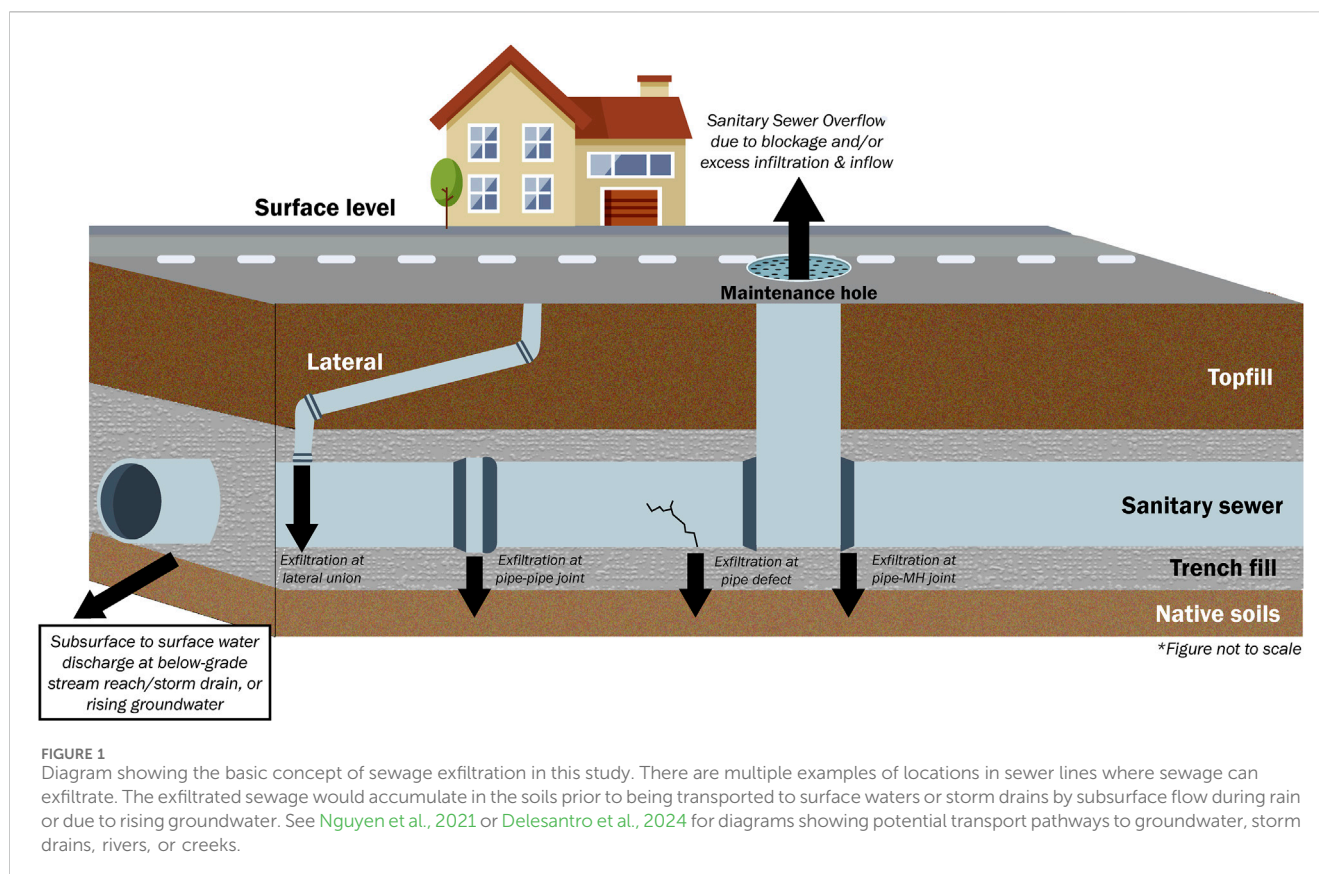 Sanitary Sewer Overflow
due to blockage and/or
excess infiltration & inflow
Surface level
Maintenance hole
Lateral
Topfill
Sanitary sewer
Exfiltration at
lateral union
Exfiltration at
pipe-pipe joint
Exfiltration at
pipe defect
Exfiltration at
pipe-MH joint
Trench fill
Native soils
*Figure not to scale
Subsurface to surface water
discharge at below-grade
stream reach/storm drain, or
rising groundwater
FIGURE 1
Diagram showing the basic concept of sewage exfiltration in this study. There are multiple examples of locations in sewer lines where sewage can
exfiltrate. The exfiltrated sewage would accumulate in the soils prior to being transported to surface waters or storm drains by subsurface flow during rain
or due to rising groundwater. See Nguyen et al., 2021 or Delesantro et al., 2024 for diagrams showing potential transport pathways to groundwater, storm
drains, rivers, or creeks.